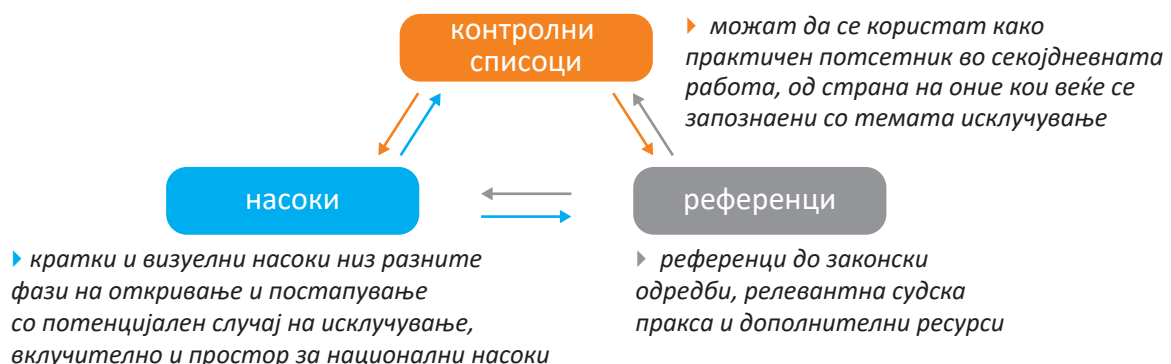 контролни
списоци
можат да се користат како
практичен потсетник во секојдневната
работа, од страна на оние кои веќе се
запознаени со темата исклучување
насоки
референци
кратки и визуелни насоки низ разните
фази на откривање и постапување
со потенцијален случај на исклучување,
вклучително и простор за национални насоки
референци до законски
одредби, релевантна судска
пракса и дополнителни ресурси